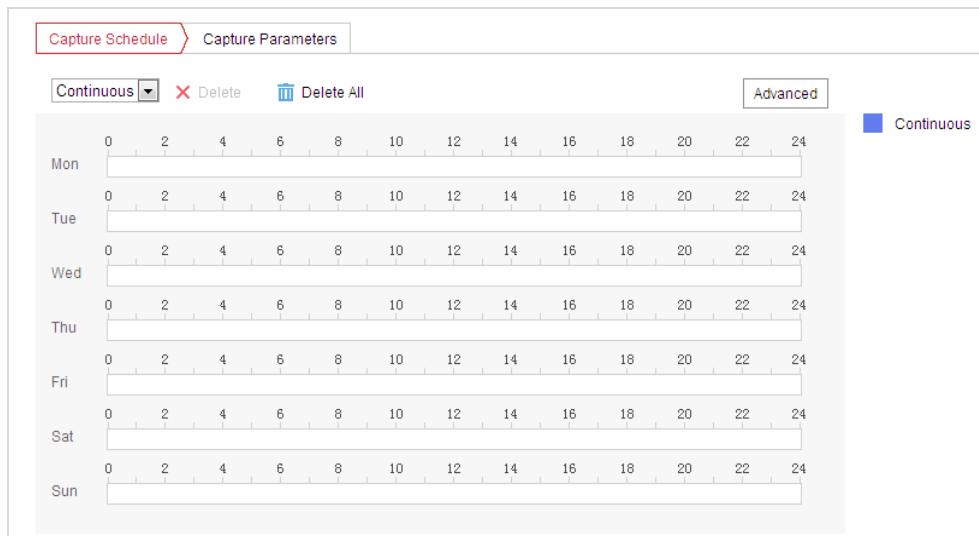 Capture Schedule Capture Parameters
Continuous Delete Delete All Advanced
Continuous
0 2 4 6 8 10 12 14 16 18 20 22 24
Mon
0 2 4 6 8 10 12 14 16 18 20 22 24
Tue
0 2 4 6 8 10 12 14 16 18 20 22 24
Wed
0 2 4 6 8 10 12 14 16 18 20 22 24
Thu
0 2 4 6 8 10 12 14 16 18 20 22 24
Fri
0 2 4 6 8 10 12 14 16 18 20 22 24
Sat
0 2 4 6 8 10 12 14 16 18 20 22 24
Sun